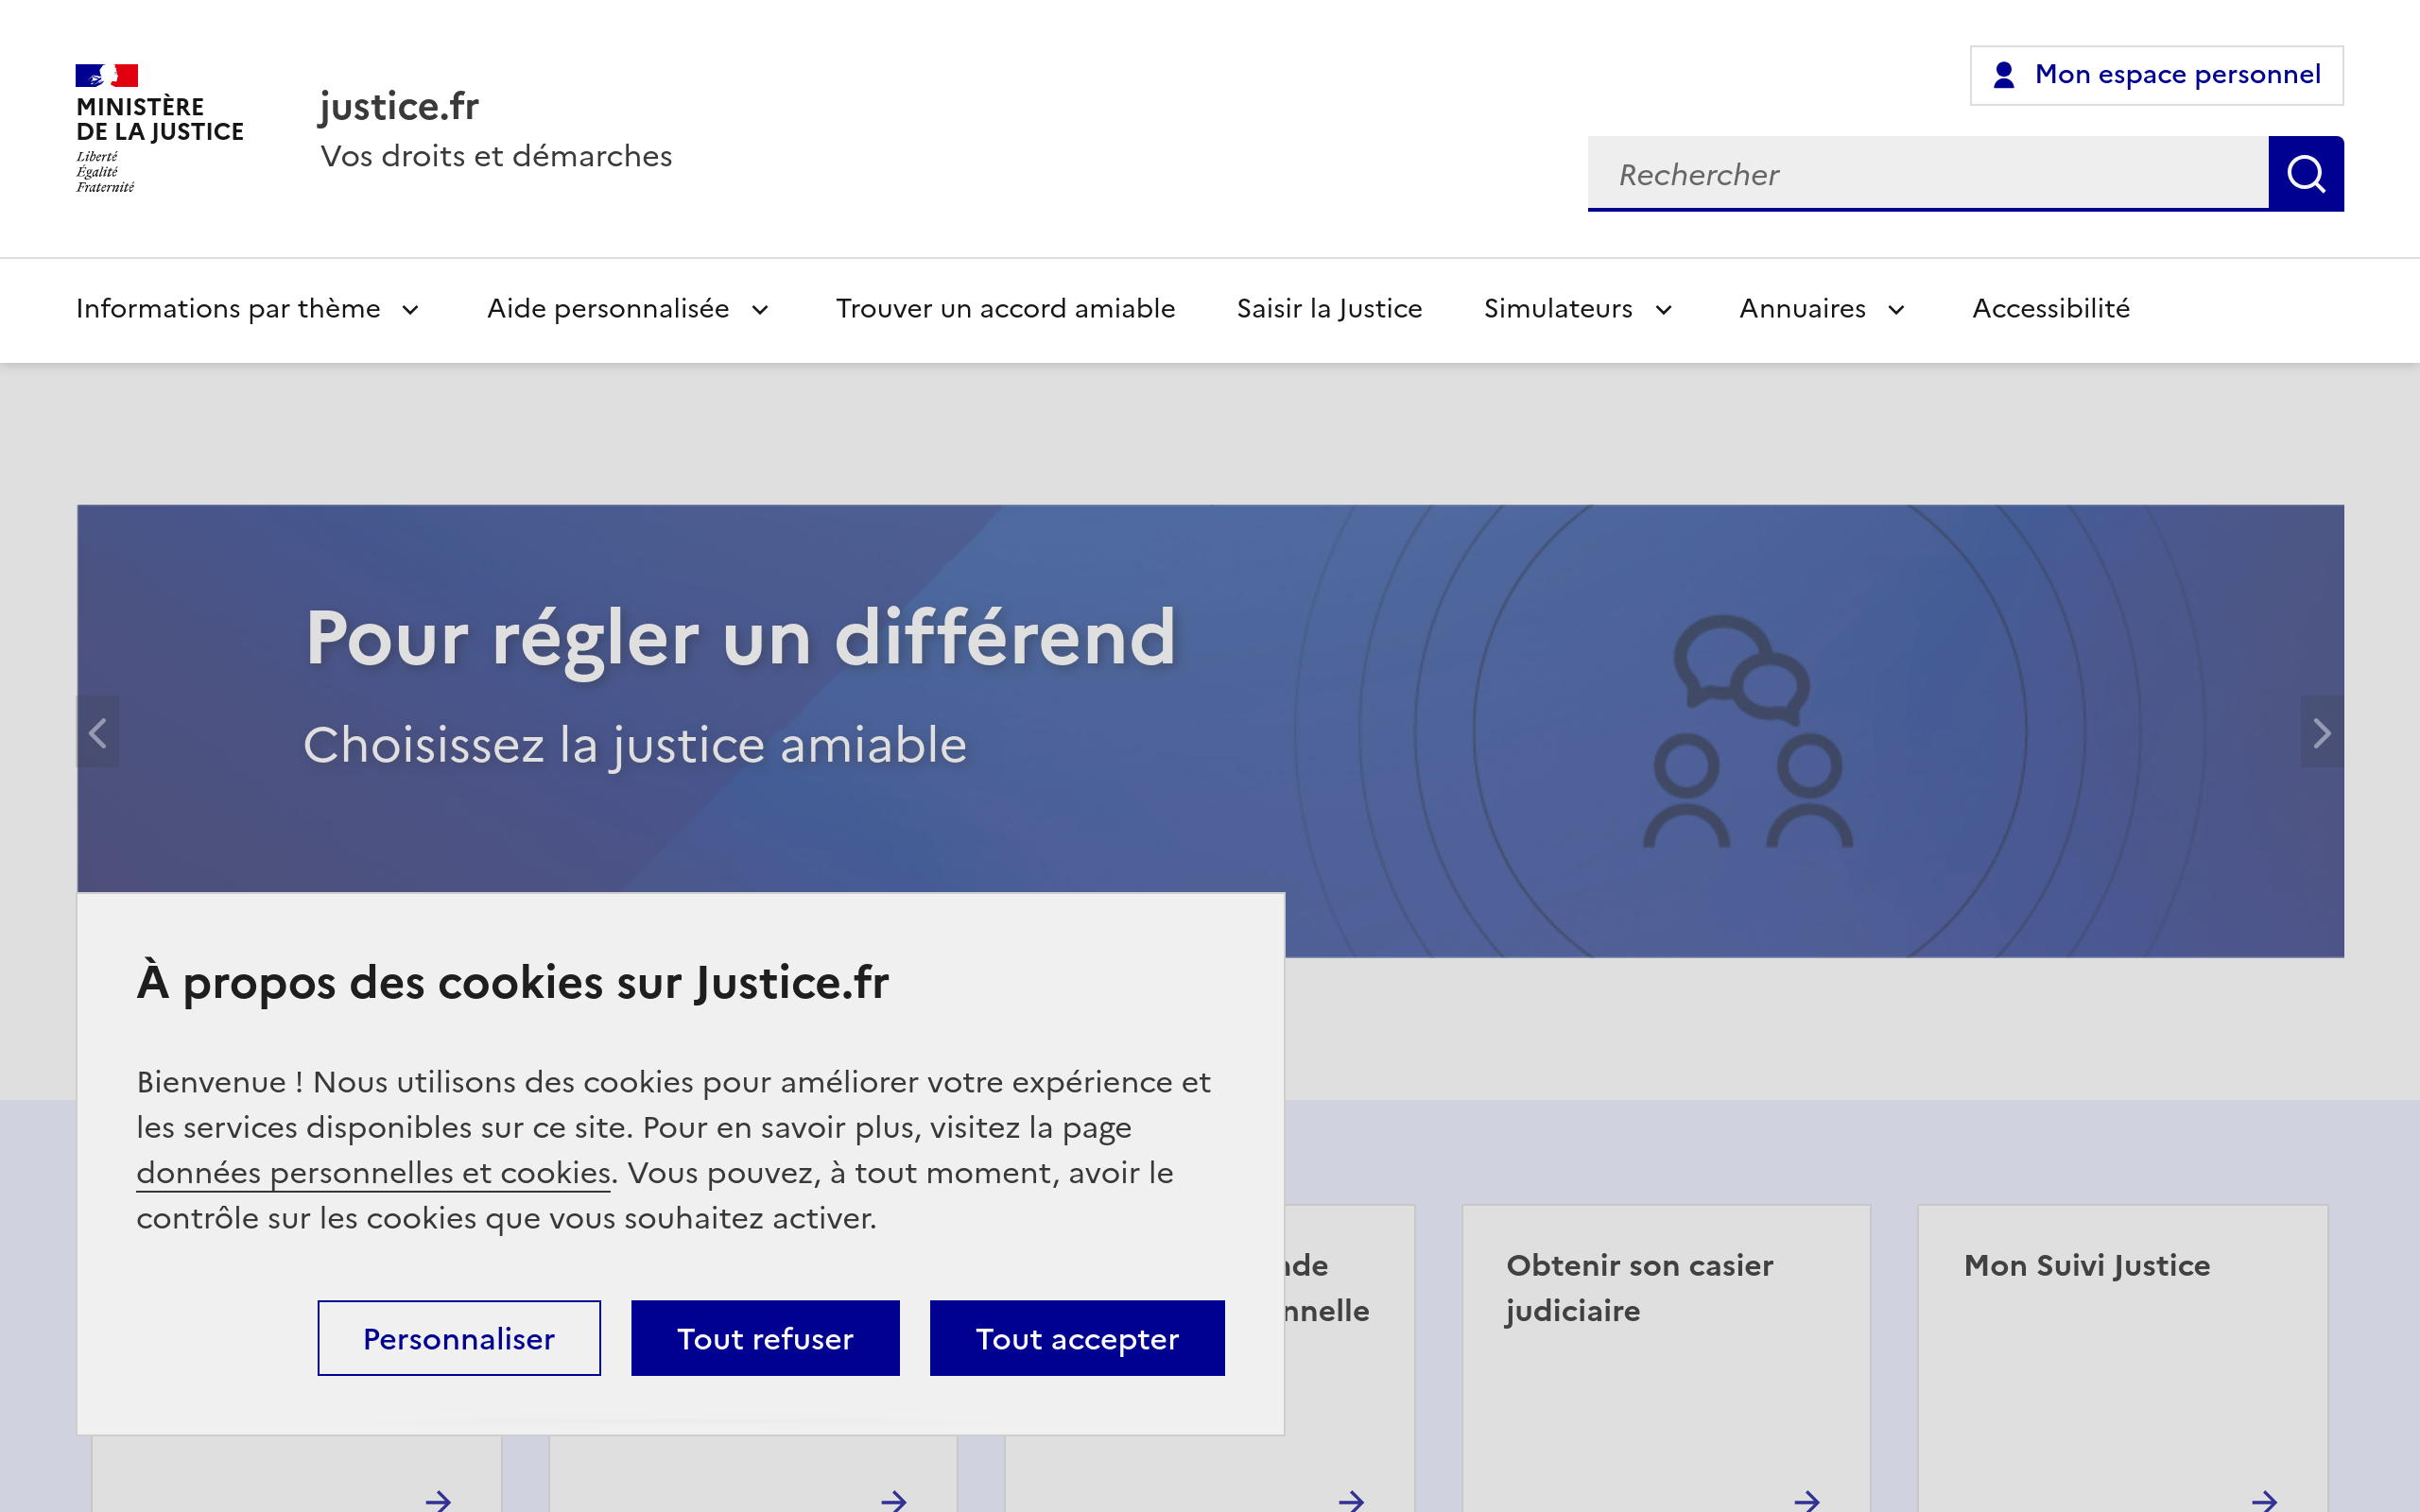 MINISTÈRE
DE LA JUSTICE
Liberté
Égalité
Fraternité
justice.fr
Vos droits et démarches
Mon espace personnel
Rechercher
Informations par thème
Aide personnalisée
Trouver un accord amiable
Saisir la Justice
Simulateurs
Annuaires
Accessibilité
Pour régler un différend
Choisissez la justice amiable
À propos des cookies sur Justice.fr
Bienvenue ! Nous utilisons des cookies pour améliorer votre expérience et
les services disponibles sur ce site. Pour en savoir plus, visitez la page
données personnelles et cookies. Vous pouvez, à tout moment, avoir le
contrôle sur les cookies que vous souhaitez activer.
Personnaliser
Tout refuser
Tout accepter
Obtenir son casier
judiciaire
Mon Suivi Justice